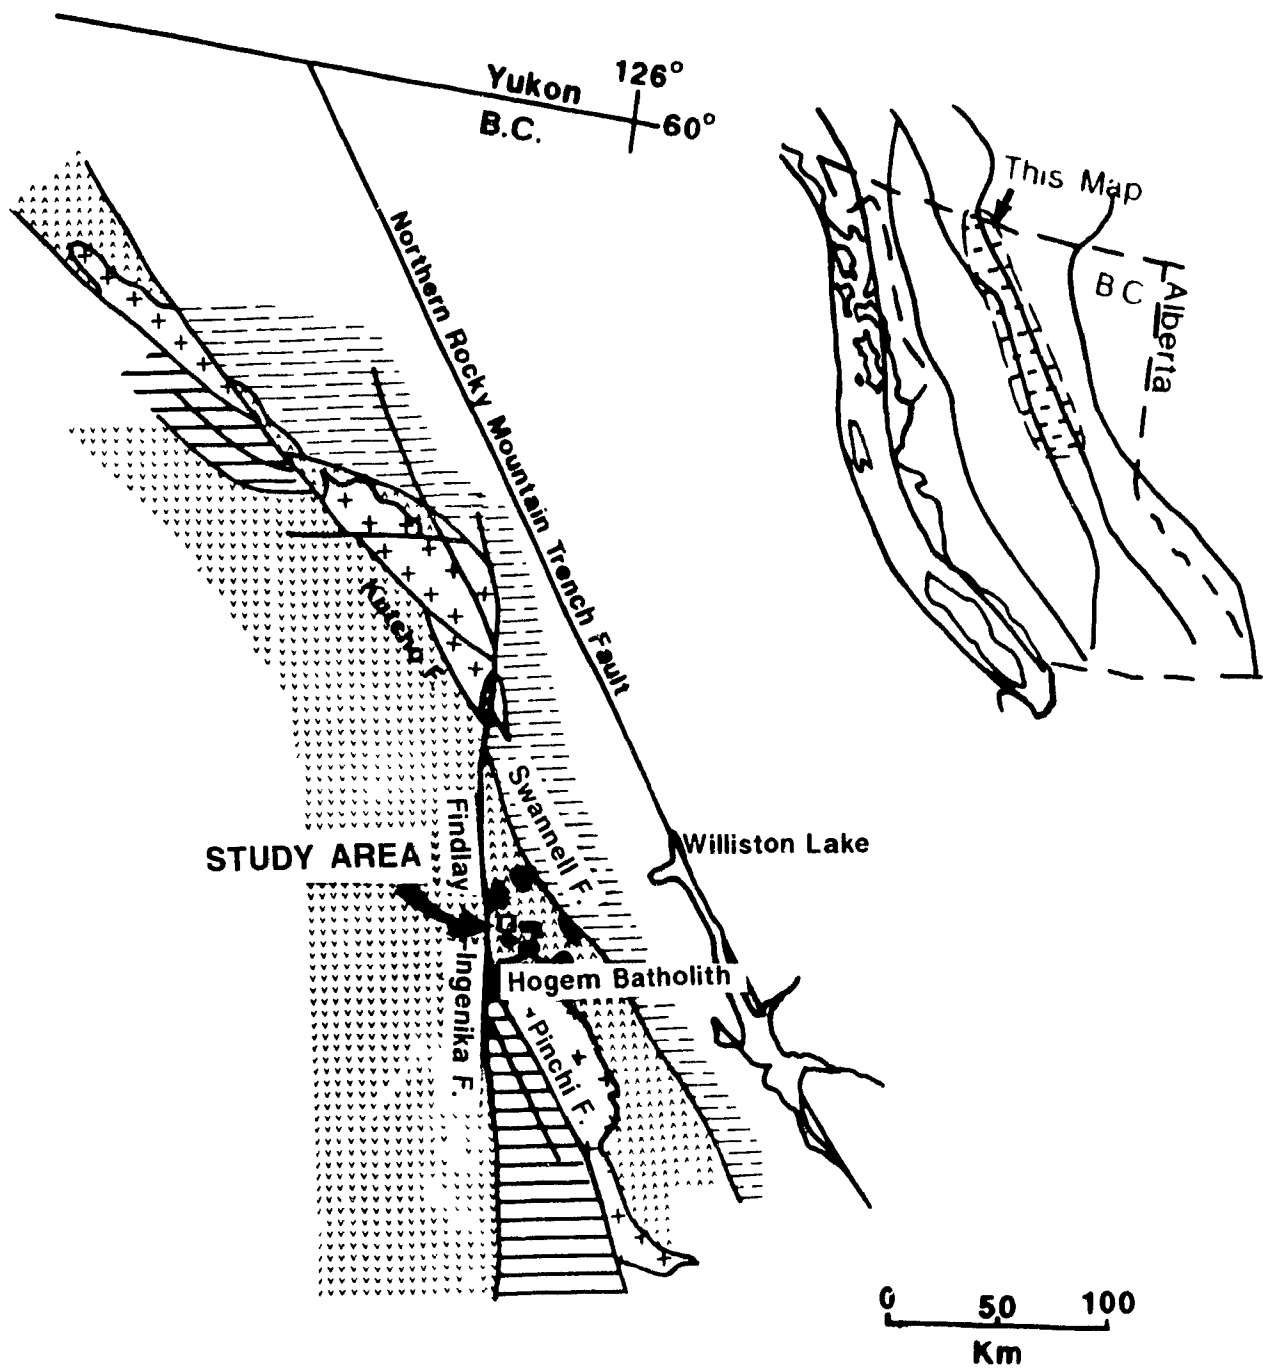 Yukon
126°
B.C.
60°
This Map
B C
Alberta
Northern Rocky Mountain Trench Fault
Kutcho F.
Swannell F.
Findlay - Ingenika F.
Williston Lake
STUDY AREA
Hogem Batholith
Pinchi F.
0 50 100
Km